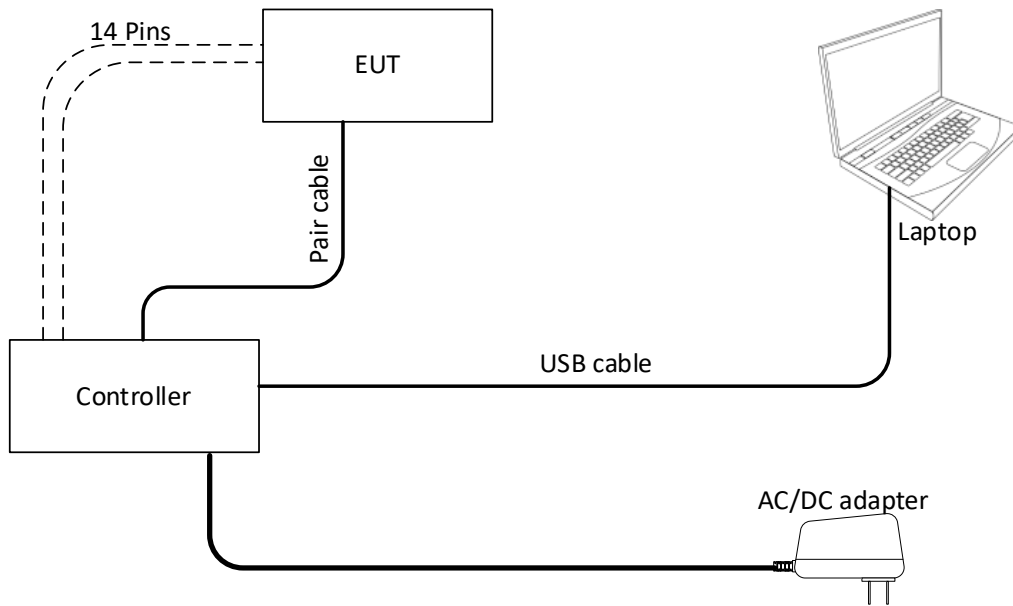 14 Pins
EUT
Pair cable
Laptop
USB cable
Controller
AC/DC adapter